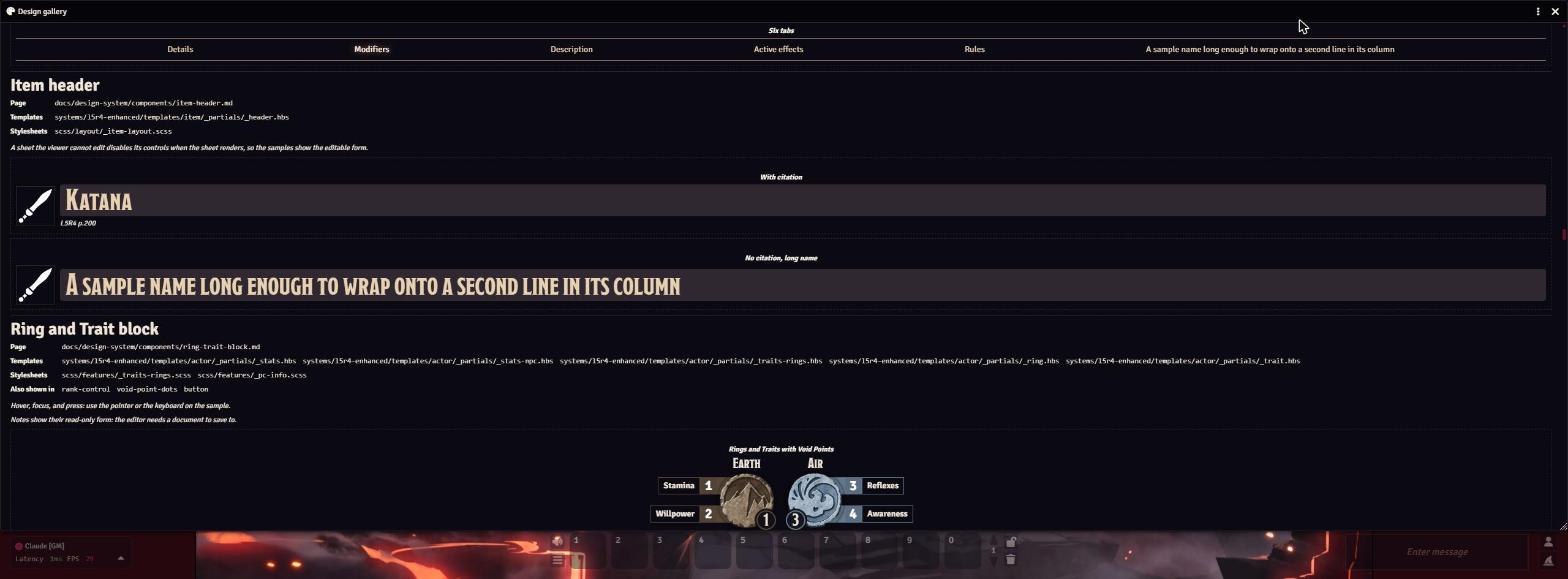 Design gallery
Six tabs
Details Modifiers Description Active effects Rules A sample name long enough to wrap onto a second line in its column
Item header
Page docs/design-system/components/item-header.md
Templates systems/l5r4-enhanced/templates/item/_partials/_header.hbs
Stylesheets scss/layout/_item-layout.scss
A sheet the viewer cannot edit disables its controls when the sheet renders, so the samples show the editable form.
With citation
Katana
L5R4 p.200
No citation, long name
A sample name long enough to wrap onto a second line in its column
Ring and Trait block
Page docs/design-system/components/ring-trait-block.md
Templates systems/l5r4-enhanced/templates/actor/_partials/_stats.hbs systems/l5r4-enhanced/templates/actor/_partials/_stats-npc.hbs systems/l5r4-enhanced/templates/actor/_partials/_traits-rings.hbs systems/l5r4-enhanced/templates/actor/_partials/_ring.hbs systems/l5r4-enhanced/templates/actor/_partials/_trait.hbs
Stylesheets scss/features/_traits-rings.scss scss/features/_pc-info.scss
Also shown in rank-control void-point-dots button
Hover, focus, and press: use the pointer or the keyboard on the sample.
Notes show their read-only form: the editor needs a document to save to.
Rings and Traits with Void Points
Earth Air
Stamina 1 3 Reflexes
Willpower 2 4 Awareness
1 3
Claude [GM]
Latency 3ms FPS 29
1 2 3 4 5 6 7 8 9 0
1
Enter message